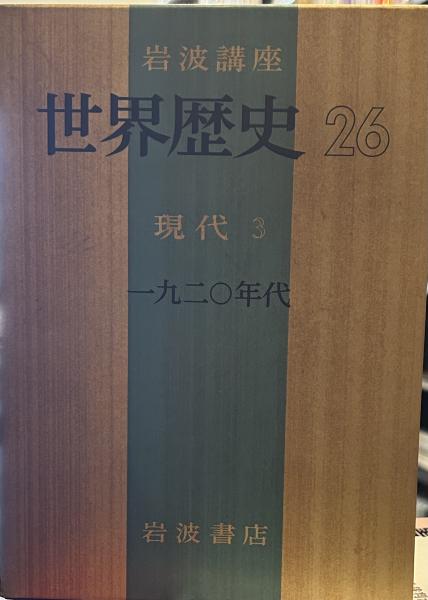 岩波講座
世界歴史 26
現代 3
一九二〇年代
岩波書店